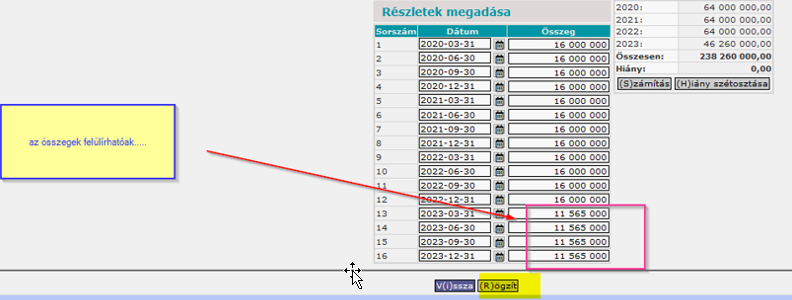 Részletek megadása
Sorszám Dátum Összeg
1 2020-03-31 16 000 000
2 2020-06-30 16 000 000
3 2020-09-30 16 000 000
4 2020-12-31 16 000 000
5 2021-03-31 16 000 000
6 2021-06-30 16 000 000
7 2021-09-30 16 000 000
8 2021-12-31 16 000 000
9 2022-03-31 16 000 000
10 2022-06-30 16 000 000
11 2022-09-30 16 000 000
12 2022-12-31 16 000 000
13 2023-03-31 11 565 000
14 2023-06-30 11 565 000
15 2023-09-30 11 565 000
16 2023-12-31 11 565 000
2020: 64 000 000,00
2021: 64 000 000,00
2022: 64 000 000,00
2023: 46 260 000,00
Összesen: 238 260 000,00
Hiány: 0,00
(S)zámítás (H)iány szétosztása
az összegek felülírhatóak.....
V(i)ssza (R)ögzít